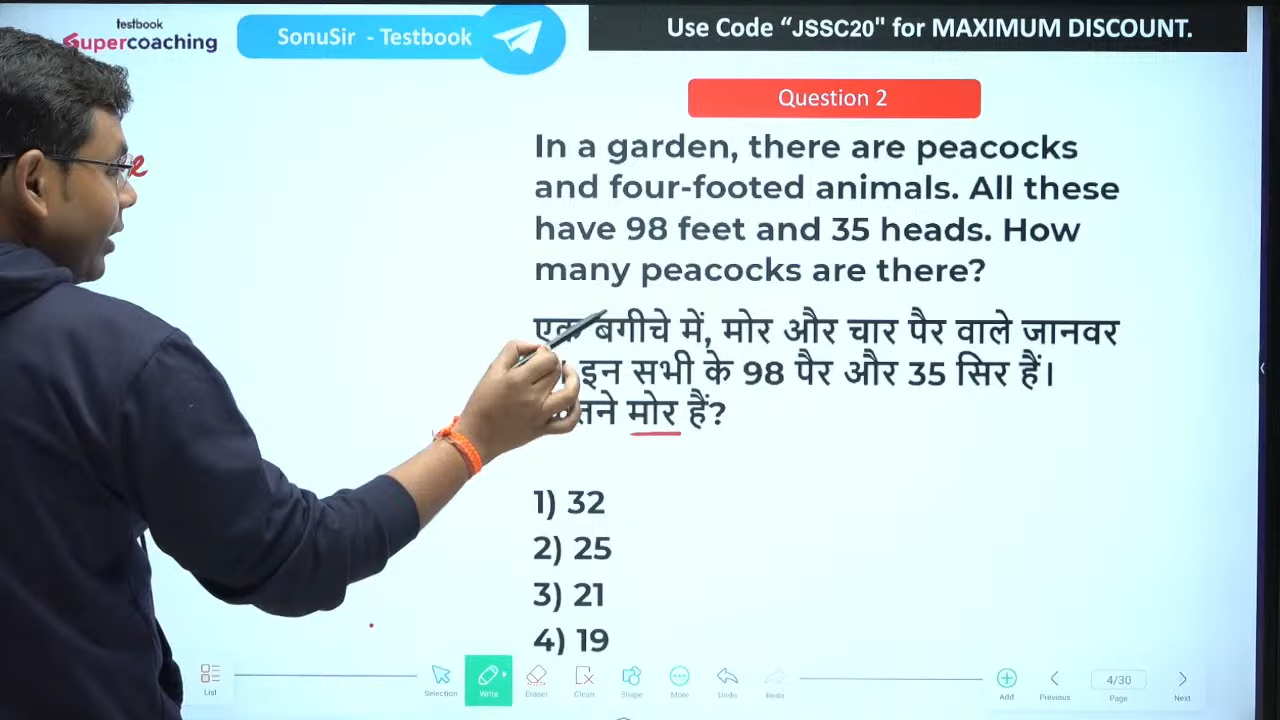 testbook
Supercoaching
SonuSir - Testbook
Use Code “JSSC20" for MAXIMUM DISCOUNT.
Question 2
In a garden, there are peacocks
and four-footed animals. All these
have 98 feet and 35 heads. How
many peacocks are there?
एक बगीचे में, मोर और चार पैर वाले जानवर
इन सभी के 98 पैर और 35 सिर हैं।
मोर हैं?
1) 32
2) 25
3) 21
4) 19
List
Selection
Write
Eraser
Clean
Shape
More
Undo
Redo
Add
Previous
4/30
Page
Next